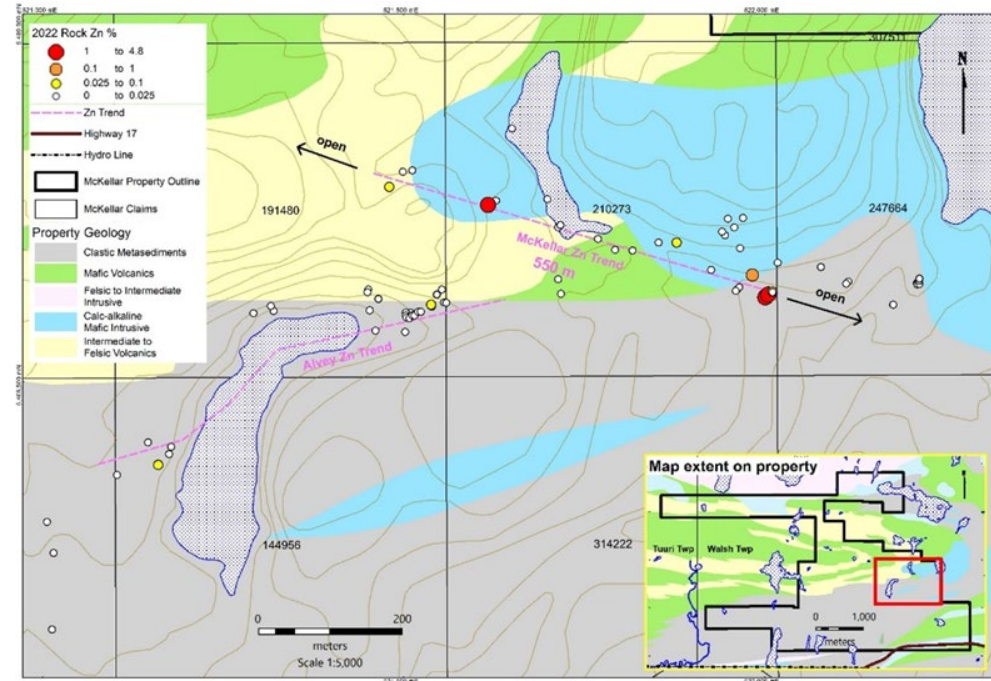 2022 Rock Zn %
1 to 4.8
0.1 to 1
0.025 to 0.1
0 to 0.025
Zn Trend
Highway 17
Hydro Line
McKellar Property Outline
McKellar Claims
Property Geology
Clastic Metasediments
Mafic Volcanics
Felsic to Intermediate
Intrusive
Calc-alkaline
Mafic Intrusive
Intermediate to
Felsic Volcanics
307511
N
open
191480
210273
247664
McKellar Zn Trend
550 m
open
Alvey Zn Trend
144956
314222
0 200
meters
Scale 1:5,000
Map extent on property
Tuuri Twp
Walsh Twp
0 1,000
meters